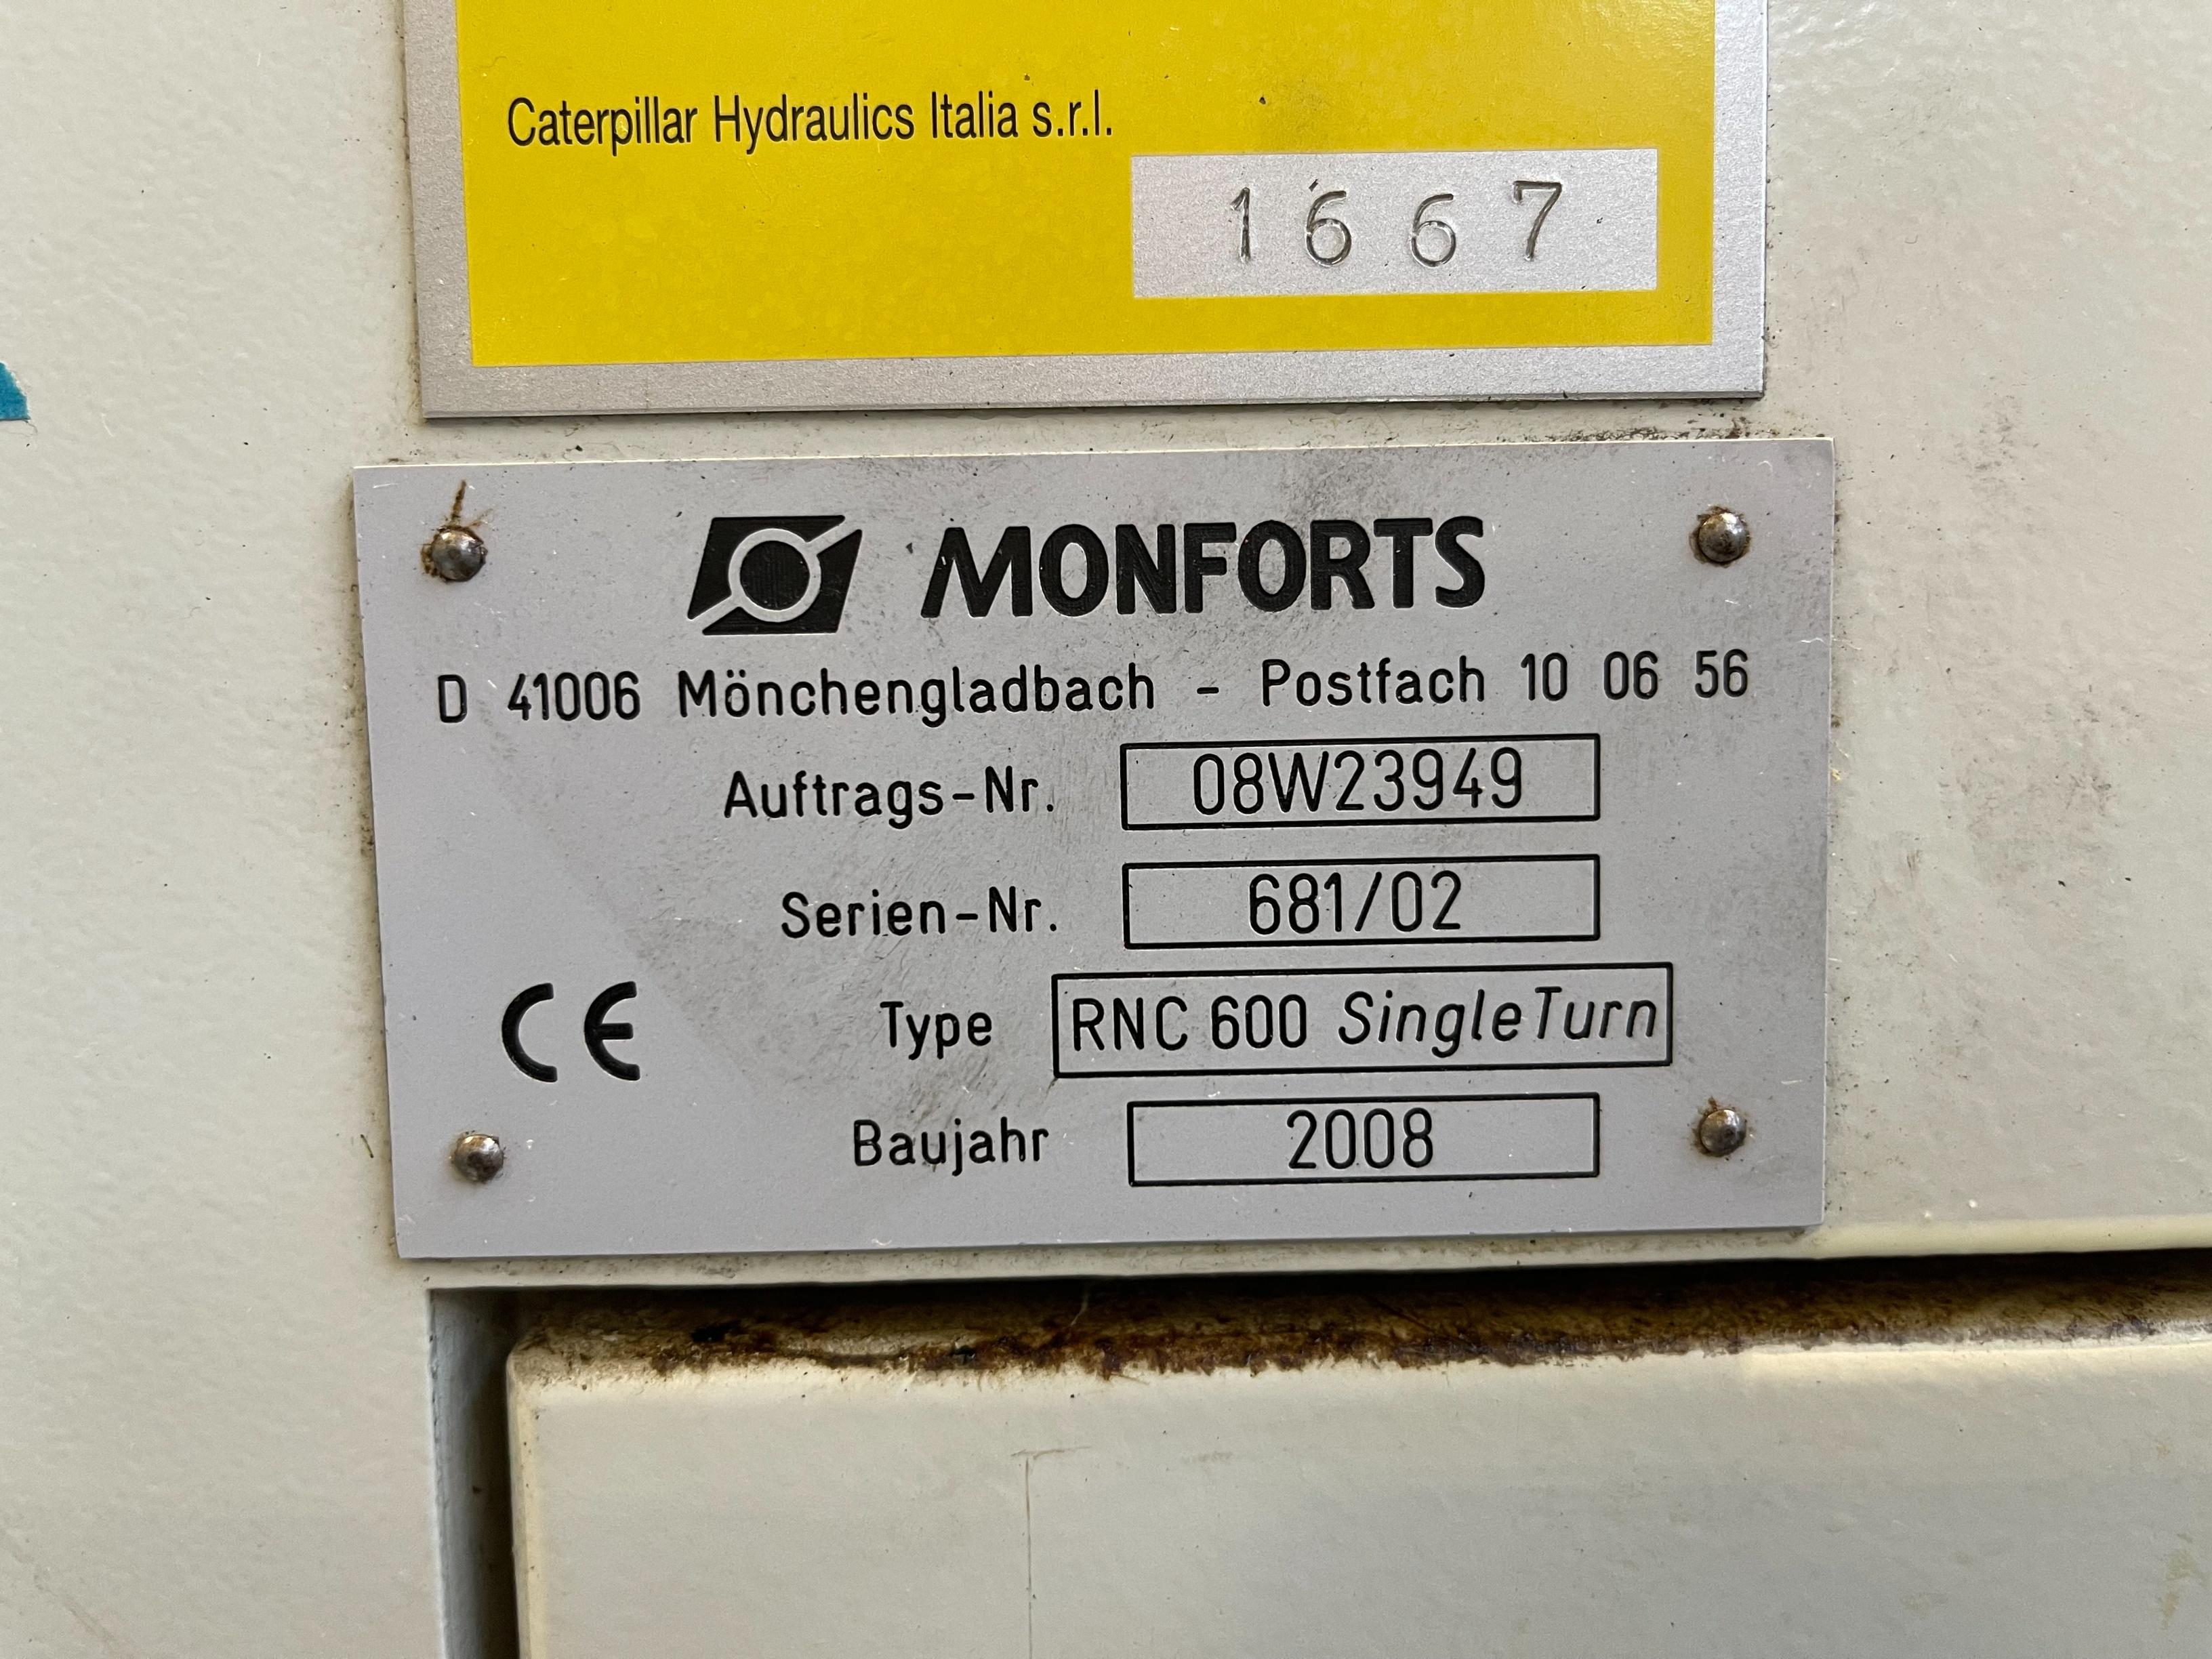 Caterpillar Hydraulics Italia s.r.l.
1667
MONFORTS
D 41006 Mönchengladbach - Postfach 10 06 56
Auftrags-Nr. 08W23949
Serien-Nr. 681/02
CE Type RNC 600 SingleTurn
Baujahr 2008